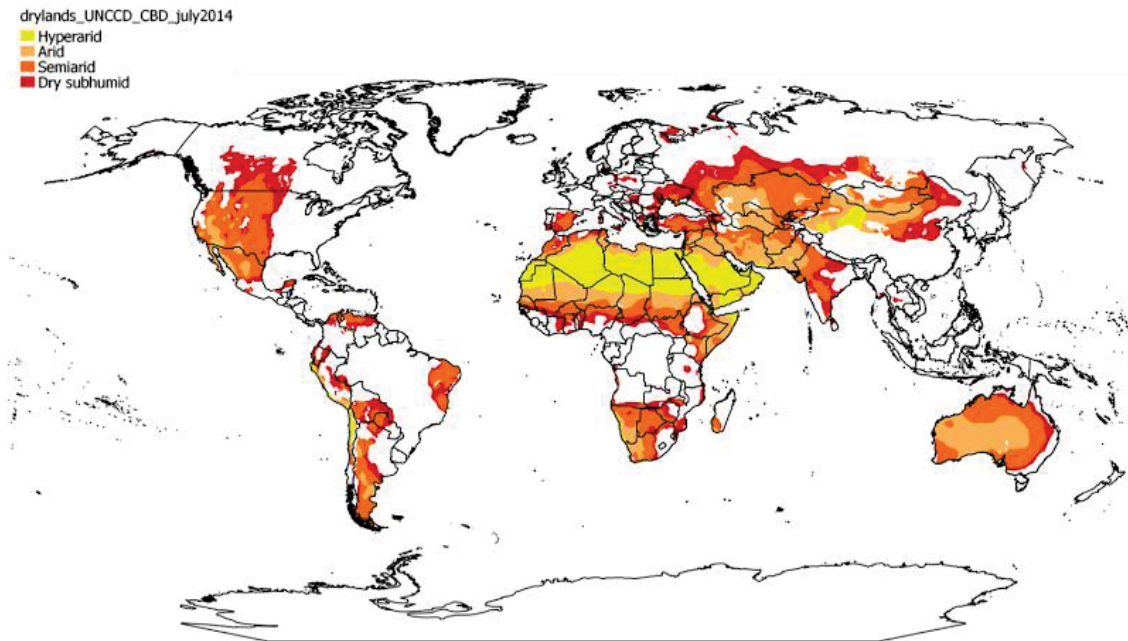 drylands_UNCCD_CBD_july2014
Hyperarid
Arid
Semiarid
Dry subhumid